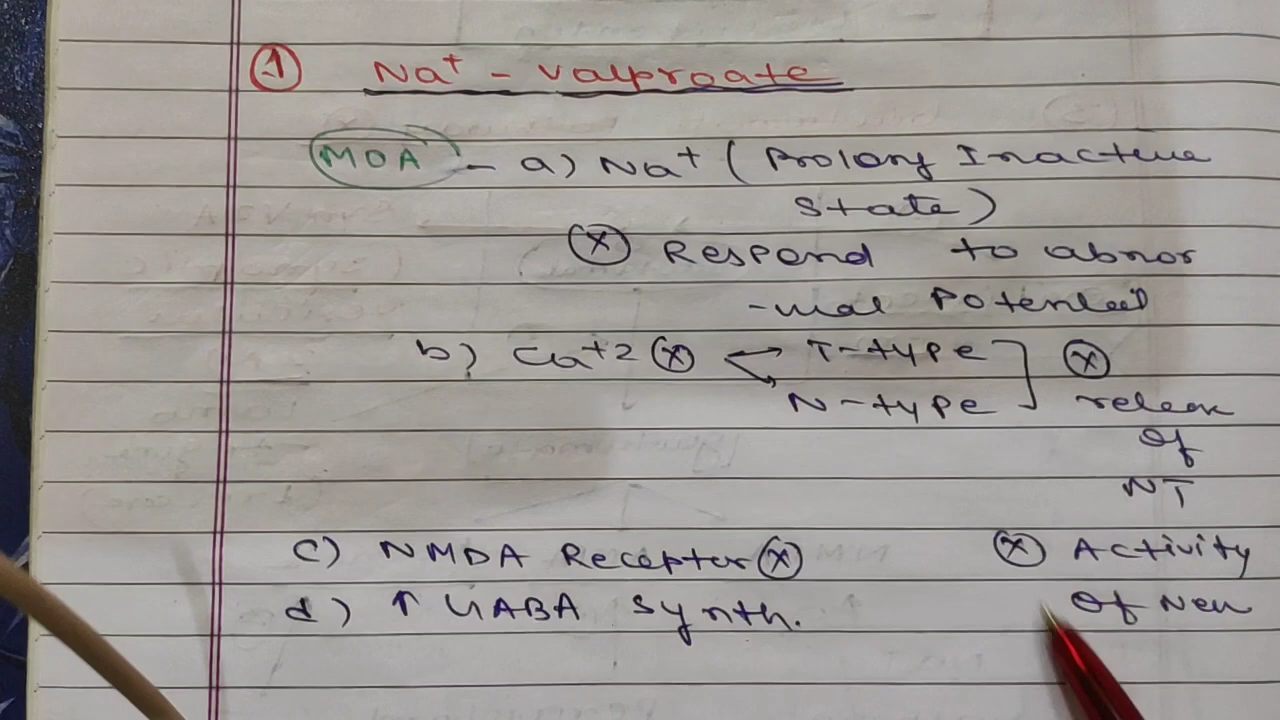 1 Na+ - Valproate
MOA - a) Na+ (Prolong Inactive
state)
(x) Respond to abnor
-mal Potential
b) Ca+2 (x) T-type (x)
N-type release
of
NT
c) NMDA Receptor (x) (x) Activity
d) ↑ GABA synth. of Neu